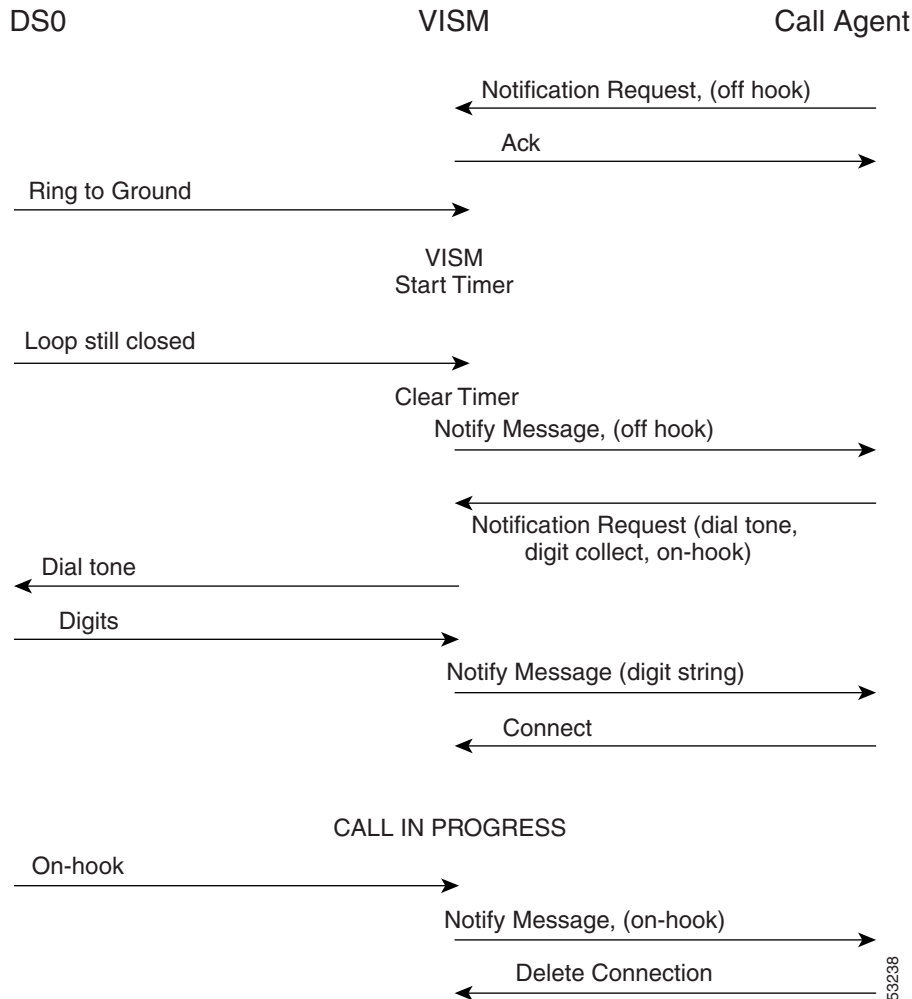 DS0 VISM Call Agent
Notification Request, (off hook)
Ack
Ring to Ground
VISM
Start Timer
Loop still closed
Clear Timer
Notify Message, (off hook)
Notification Request (dial tone,
digit collect, on-hook)
Dial tone
Digits
Notify Message (digit string)
Connect
CALL IN PROGRESS
On-hook
Notify Message, (on-hook)
Delete Connection
53238